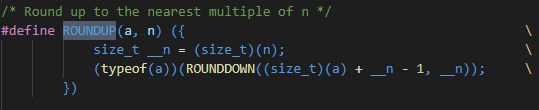 /* Round up to the nearest multiple of n */
#define ROUNDUP(a, n) ({ \
size_t __n = (size_t)(n); \
(typeof(a))(ROUNDDOWN((size_t)(a) + __n - 1, __n)); \
})